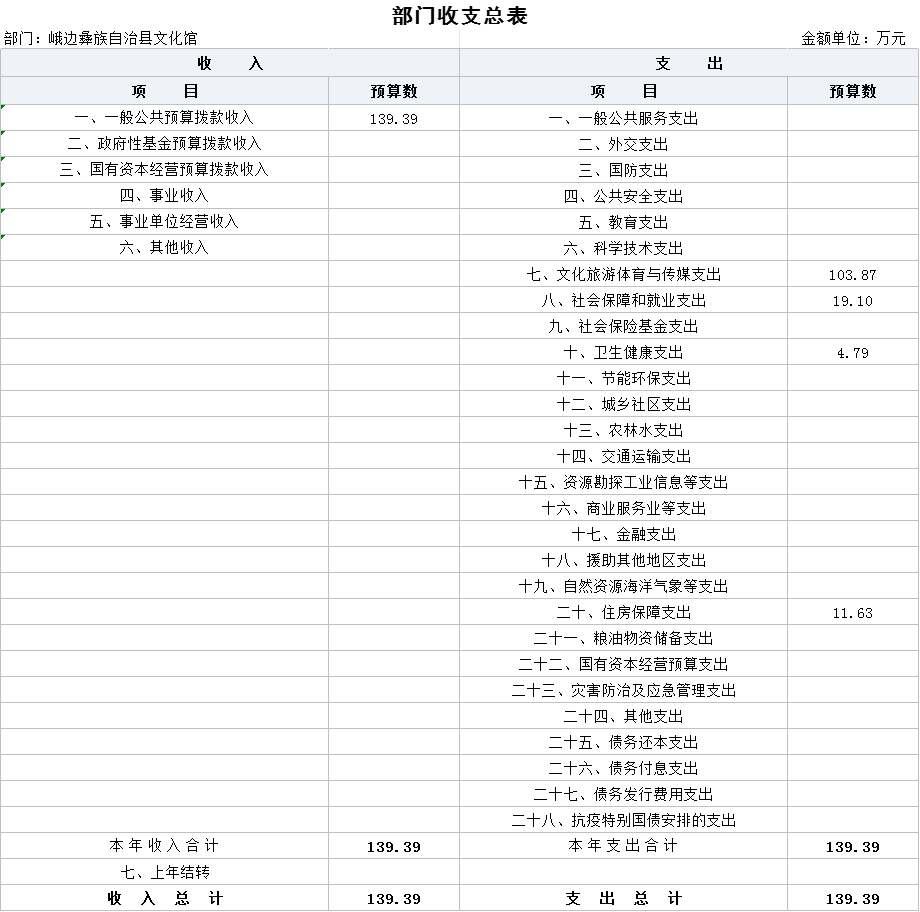 部门收支总表
部门：峨边彝族自治县文化馆 金额单位：万元
收 入 支 出
项 目 预算数 项 目 预算数
一、一般公共预算拨款收入 139.39 一、一般公共服务支出
二、政府性基金预算拨款收入 二、外交支出
三、国有资本经营预算拨款收入 三、国防支出
四、事业收入 四、公共安全支出
五、事业单位经营收入 五、教育支出
六、其他收入 六、科学技术支出
七、文化旅游体育与传媒支出 103.87
八、社会保障和就业支出 19.10
九、社会保险基金支出
十、卫生健康支出 4.79
十一、节能环保支出
十二、城乡社区支出
十三、农林水支出
十四、交通运输支出
十五、资源勘探工业信息等支出
十六、商业服务业等支出
十七、金融支出
十八、援助其他地区支出
十九、自然资源海洋气象等支出
二十、住房保障支出 11.63
二十一、粮油物资储备支出
二十二、国有资本经营预算支出
二十三、灾害防治及应急管理支出
二十四、其他支出
二十五、债务还本支出
二十六、债务付息支出
二十七、债务发行费用支出
二十八、抗疫特别国债安排的支出
本 年 收 入 合 计 139.39 本 年 支 出 合 计 139.39
七、上年结转
收 入 总 计 139.39 支 出 总 计 139.39